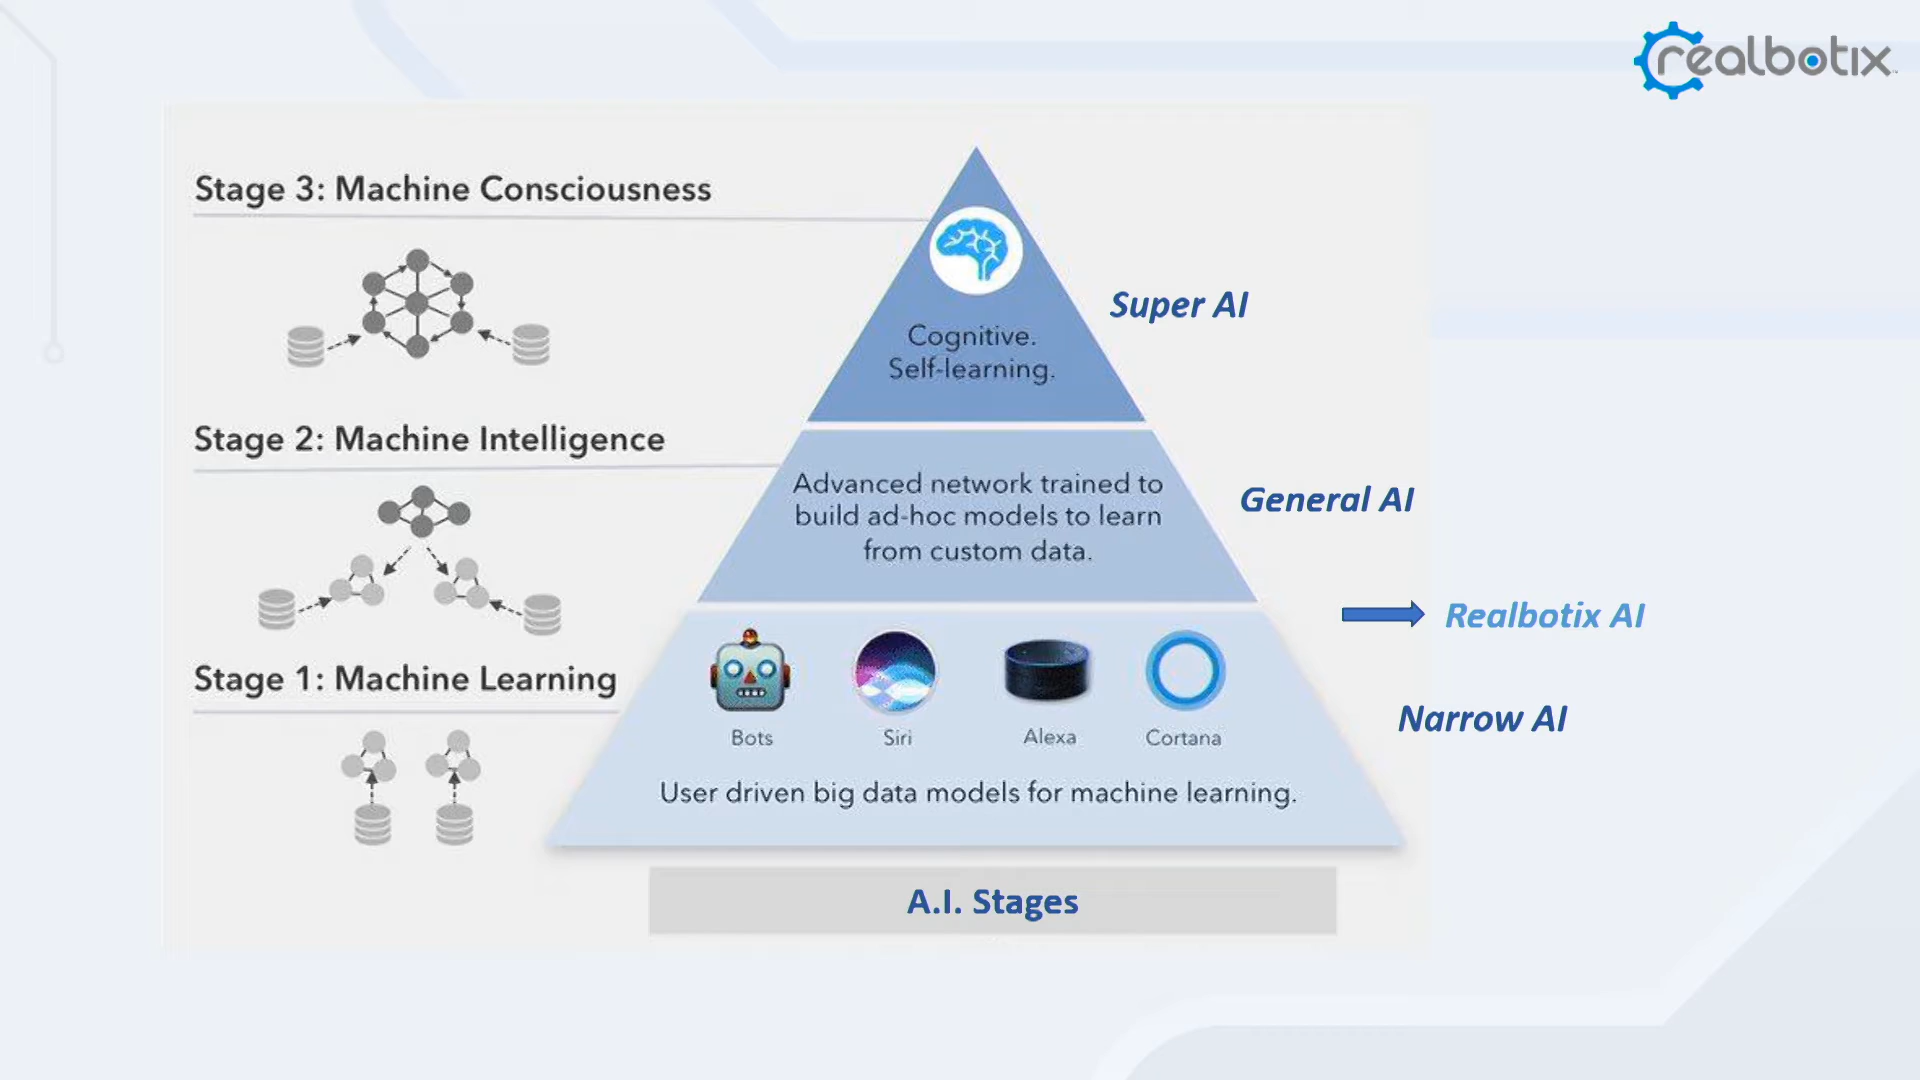 realbotix
Stage 3: Machine Consciousness
Cognitive.
Self-learning.
Super AI
Stage 2: Machine Intelligence
Advanced network trained to
build ad-hoc models to learn
from custom data.
General AI
Realbotix AI
Stage 1: Machine Learning
Bots
Siri
Alexa
Cortana
Narrow AI
User driven big data models for machine learning.
A.I. Stages